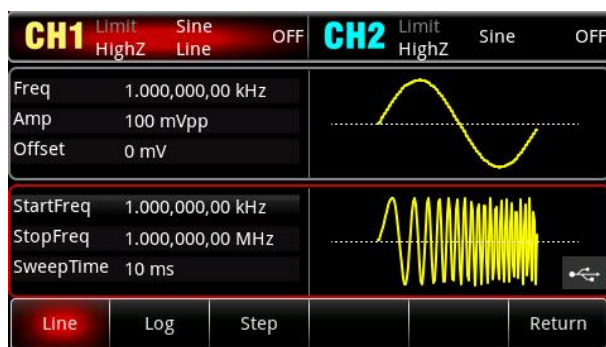 CH1 Limit Sine OFF CH2 Limit Sine OFF
HighZ Line HighZ
Freq 1.000,000,00 kHz
Amp 100 mVpp
Offset 0 mV
StartFreq 1.000,000,00 kHz
StopFreq 1.000,000,00 MHz
SweepTime 10 ms
Line Log Step Return